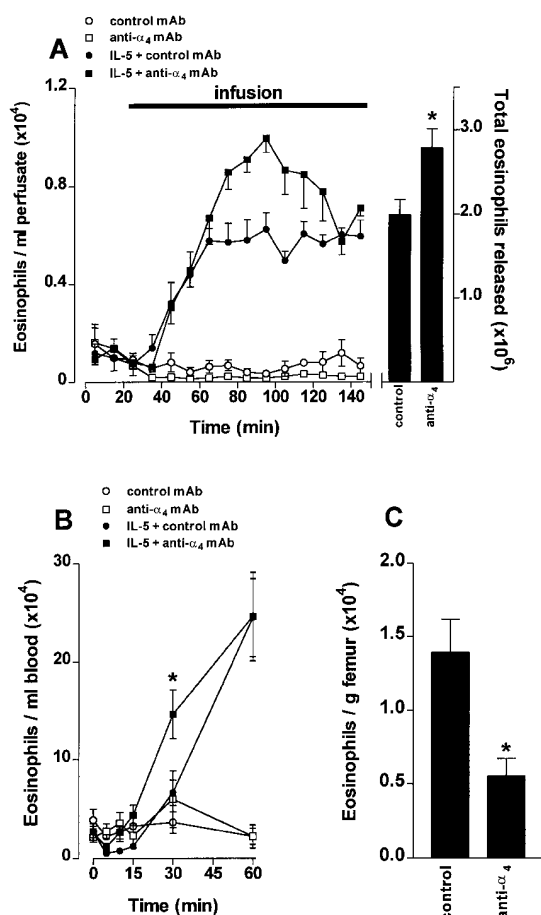 control mAb
anti-α4 mAb
IL-5 + control mAb
IL-5 + anti-α4 mAb
A
infusion
Eosinophils / ml perfusate (x10⁴)
1.2
0.8
0.4
0
0 20 40 60 80 100 120 140
Time (min)
*
3.0
2.0
1.0
Total eosinophils released (x10⁶)
control
anti-α4
control mAb
anti-α4 mAb
IL-5 + control mAb
IL-5 + anti-α4 mAb
B
Eosinophils / ml blood (x10⁴)
30
20
10
0
*
0 15 30 45 60
Time (min)
C
Eosinophils / g femur (x10⁴)
2.0
1.5
1.0
0.5
0
*
control
anti-α4